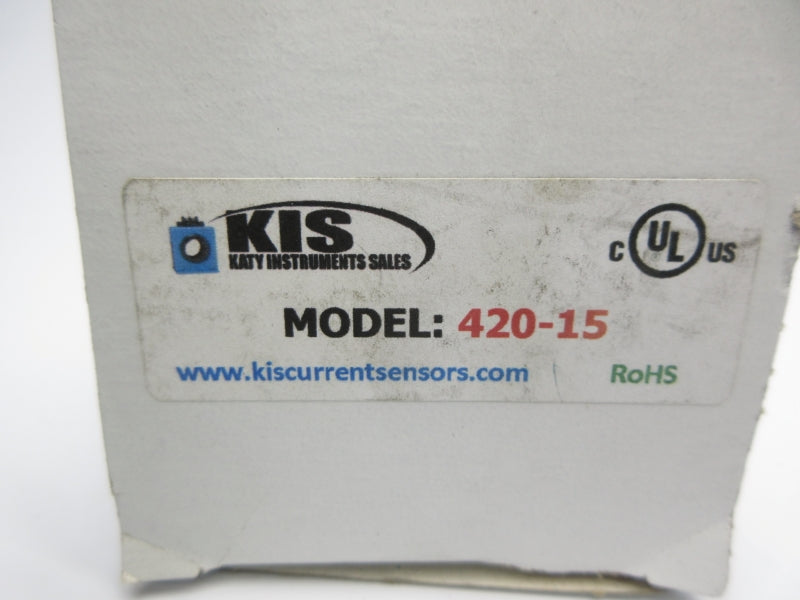 KIS
KATY INSTRUMENTS SALES
C UL US
MODEL: 420-15
www.kiscurrentsensors.com RoHS